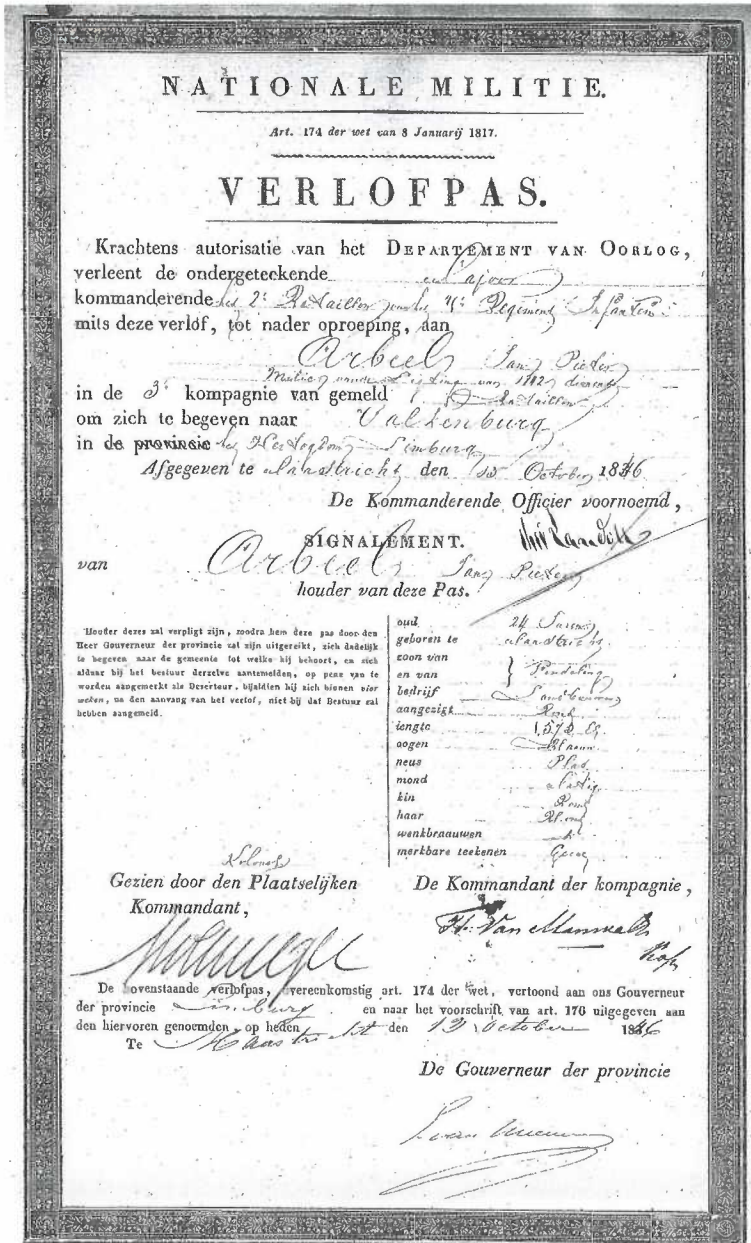 NATIONALE MILITIE.
Art. 174 der wet van 8 Januarij 1817.
VERLOFPAS.
Krachtens autorisatie van het DEPARTEMENT VAN OORLOG,
verleent de ondergeteekende Majoor
kommanderende het 2e Bataillon van het Regiment Infanterie
mits deze verlof, tot nader oproeping, aan
Arbeel Jan Pieter
van 1842
in de 3e kompagnie van gemeld Bataillon
om zich te begeven naar Valkenburg
in de provincie het Hertogdom Limburg
Afgegeven te Maastricht den October 1846
De Kommanderende Officier voornoemd,
SIGNALEMENT.
van Arbeel Jan Pieter
houder van deze Pas.
Houder dezes zal verpligt zijn, zoodra hem deze pas door den
Heer Gouverneur der provincie zal zijn uitgereikt, zich dadelijk
te begeven naar de gemeente tot welke hij behoort, en zich
aldaar bij het bestuur derzelve aantemelden, op pene van te
worden aangemerkt als Deserteur, bijaldien hij zich binnen vier
weken, na den aanvang van het verlof, niet bij dat Bestuur zal
hebben aangemeld.
oud 24 Jaren
geboren te Maastricht
zoon van
en van Vondeling
bedrijf Landbouwer
aangezigt Rond
lengte 1,572 El
oogen Blaauw
neus Plat
mond Matig
kin Rond
haar Blond
wenkbraauwen
merkbare teekenen Geene
Kolonel
Gezien door den Plaatselijken
Kommandant,
De Kommandant der kompagnie,
De bovenstaande verlofpas, overeenkomstig art. 174 der wet, vertoond aan ons Gouverneur
der provincie Limburg en naar het voorschrift van art. 176 uitgegeven aan
den hiervoren genoemden, op heden den 13 October 1846
Te Maastricht
De Gouverneur der provincie